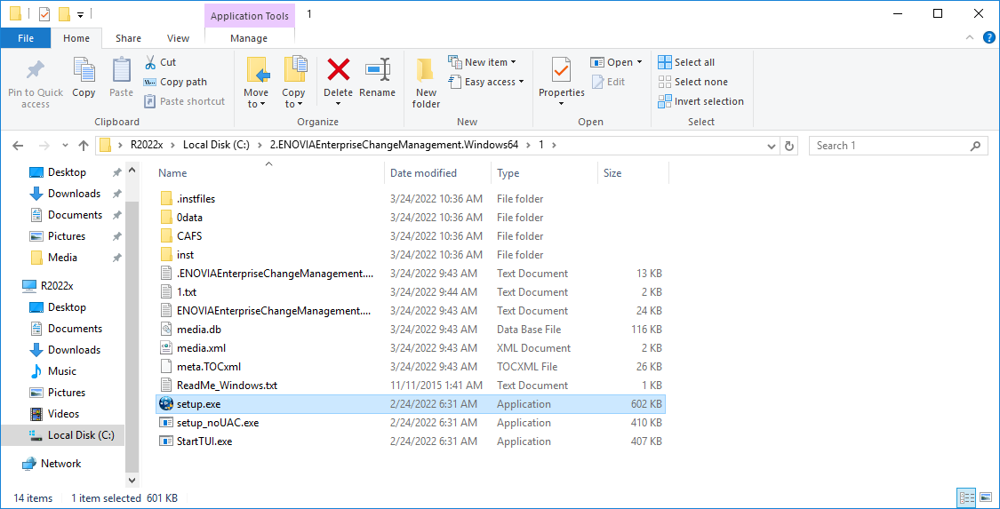 Application Tools 1
File Home Share View Manage
Pin to Quick access
Copy
Paste
Cut
Copy path
Paste shortcut
Clipboard
Move to
Copy to
Delete
Rename
Organize
New folder
New item
Easy access
New
Properties
Open
Edit
Open
Select all
Select none
Invert selection
Select
R2022x Local Disk (C:) 2.ENOVIAEnterpriseChangeManagement.Windows64 1
Search 1
Desktop
Downloads
Documents
Pictures
Media
R2022x
Desktop
Documents
Downloads
Music
Pictures
Videos
Local Disk (C:)
Network
Name Date modified Type Size
.instfiles 3/24/2022 10:36 AM File folder
0data 3/24/2022 10:36 AM File folder
CAFS 3/24/2022 10:36 AM File folder
inst 3/24/2022 10:36 AM File folder
.ENOVIAEnterpriseChangeManagement.... 3/24/2022 9:43 AM Text Document 13 KB
1.txt 3/24/2022 9:44 AM Text Document 2 KB
ENOVIAEnterpriseChangeManagement.... 3/24/2022 9:43 AM Text Document 24 KB
media.db 3/24/2022 9:43 AM Data Base File 116 KB
media.xml 3/24/2022 9:43 AM XML Document 2 KB
meta.TOCxml 3/24/2022 9:43 AM TOCXML File 26 KB
ReadMe_Windows.txt 11/11/2015 1:41 AM Text Document 1 KB
setup.exe 2/24/2022 6:31 AM Application 602 KB
setup_noUAC.exe 2/24/2022 6:31 AM Application 410 KB
StartTUI.exe 2/24/2022 6:31 AM Application 407 KB
14 items 1 item selected 601 KB